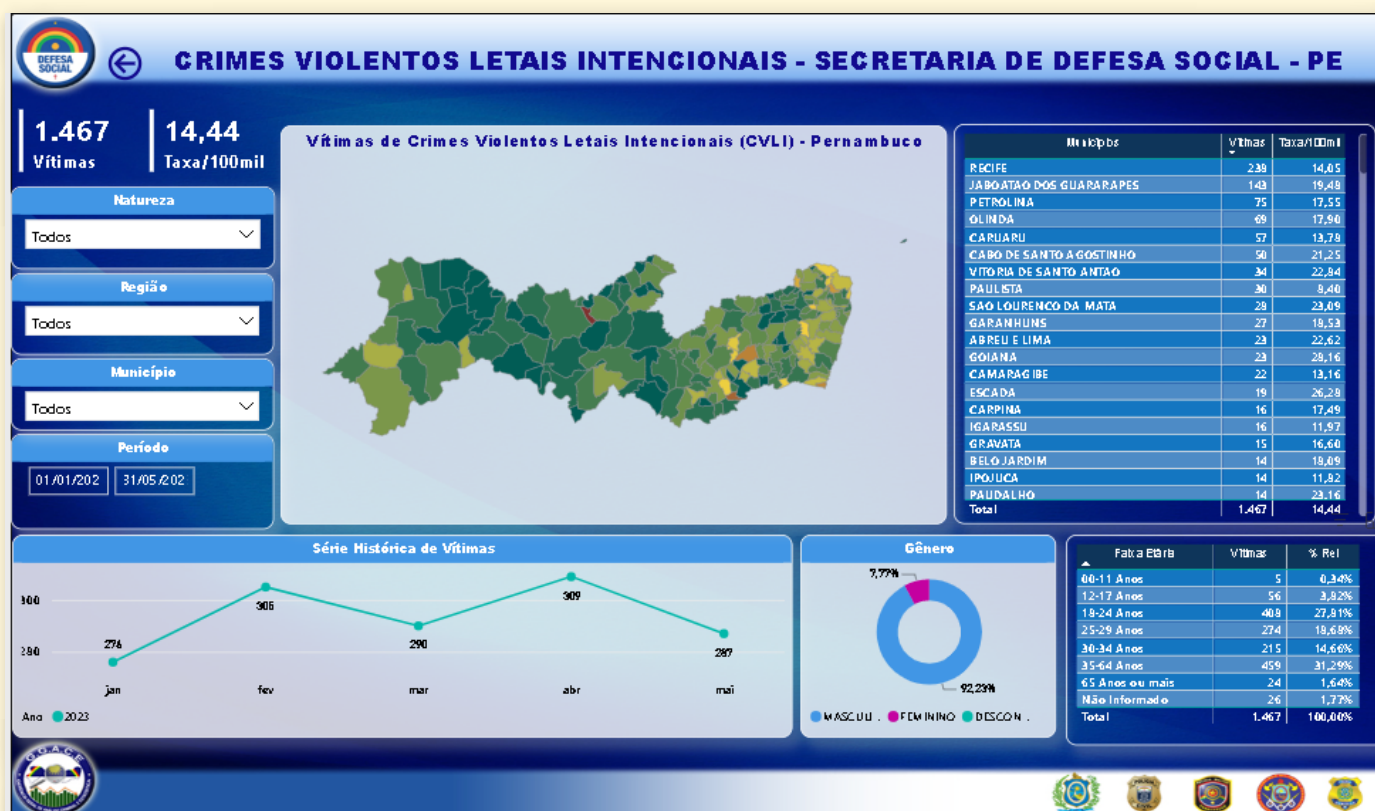 DEFESA
SOCIAL
CRIMES VIOLENTOS LETAIS INTENCIONAIS - SECRETARIA DE DEFESA SOCIAL - PE
1.467
Vítimas
14,44
Taxa/100mil
Natureza
Todos
Região
Todos
Município
Todos
Período
01/01/202 31/05/202
Vítimas de Crimes Violentos Letais Intencionais (CVLI) - Pernambuco
Municípios Vítimas Taxa/100mil
RECIFE 238 14,05
JABOATAO DOS GUARARAPES 143 19,48
PETROLINA 75 17,55
OLINDA 69 17,90
CARUARU 57 13,78
CABO DE SANTO AGOSTINHO 50 21,25
VITORIA DE SANTO ANTAO 34 22,84
PAULISTA 30 8,40
SAO LOURENCO DA MATA 28 23,09
GARANHUNS 27 18,53
ABREU E LIMA 23 22,62
GOIANA 23 28,16
CAMARAGIBE 22 13,16
ESCADA 19 26,28
CARPINA 16 17,49
IGARASSU 16 11,97
GRAVATA 15 16,60
BELO JARDIM 14 18,09
IPOJUCA 14 11,82
PAUDALHO 14 23,16
Total 1.467 14,44
Série Histórica de Vítimas
300
280
276
305
290
309
287
jan fev mar abr mai
Ano 2023
Gênero
7,77%
92,23%
MASCULI... FEMININO DESCON...
Faixa Etária Vítimas % Rel
00-11 Anos 5 0,34%
12-17 Anos 56 3,82%
18-24 Anos 408 27,81%
25-29 Anos 274 18,68%
30-34 Anos 215 14,66%
35-64 Anos 459 31,29%
65 Anos ou mais 24 1,64%
Não Informado 26 1,77%
Total 1.467 100,00%
G.G.A.C.E